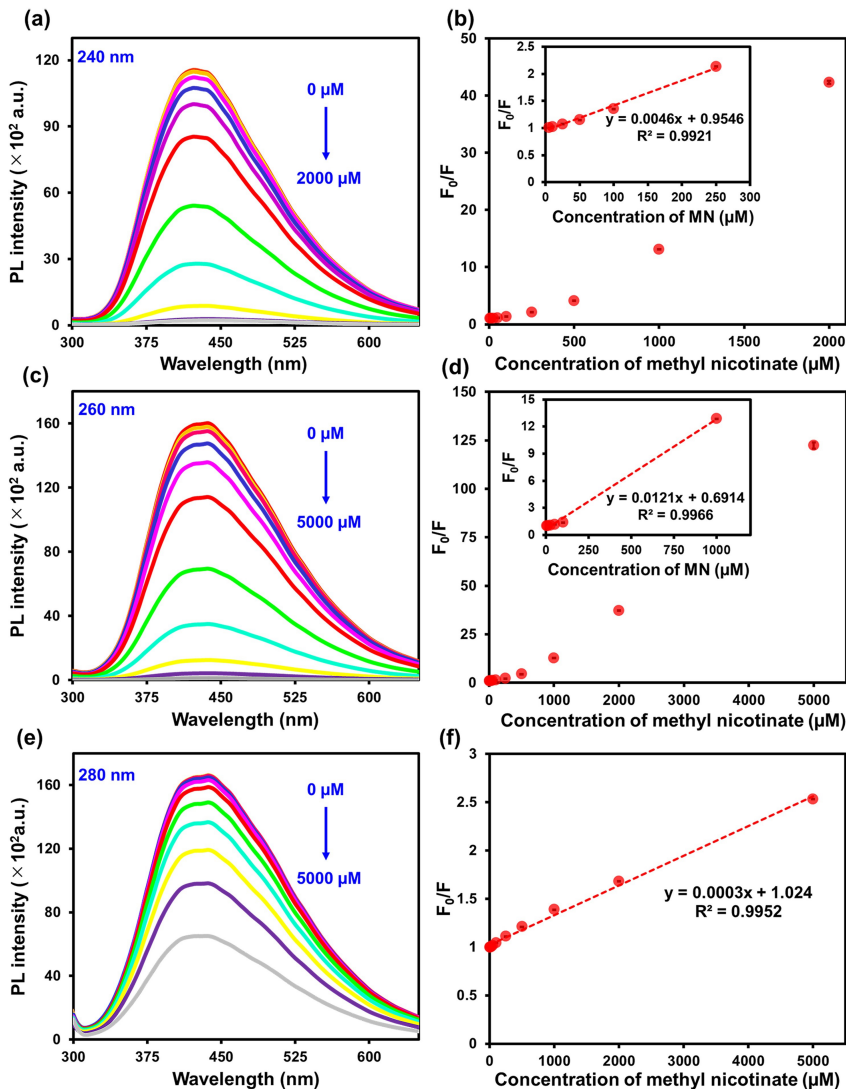 (a)
240 nm
0 µM
2000 µM
PL intensity (×10² a.u.)
120
90
60
30
0
300 375 450 525 600
Wavelength (nm)
(b)
F₀/F
50
40
30
20
10
0
0 500 1000 1500 2000
Concentration of methyl nicotinate (µM)
F₀/F
2.5
2
1.5
1
0.5
0
0 50 100 150 200 250 300
Concentration of MN (µM)
y = 0.0046x + 0.9546
R² = 0.9921
(c)
260 nm
0 µM
5000 µM
PL intensity (×10² a.u.)
160
120
80
40
0
300 375 450 525 600
Wavelength (nm)
(d)
F₀/F
150
125
100
75
50
25
0
0 1000 2000 3000 4000 5000
Concentration of methyl nicotinate (µM)
F₀/F
15
12
9
6
3
0
0 250 500 750 1000
Concentration of MN (µM)
y = 0.0121x + 0.6914
R² = 0.9966
(e)
280 nm
0 µM
5000 µM
PL intensity (×10²a.u.)
160
120
80
40
0
300 375 450 525 600
Wavelength (nm)
(f)
F₀/F
3
2.5
2
1.5
1
0.5
0
0 1000 2000 3000 4000 5000
Concentration of methyl nicotinate (µM)
y = 0.0003x + 1.024
R² = 0.9952